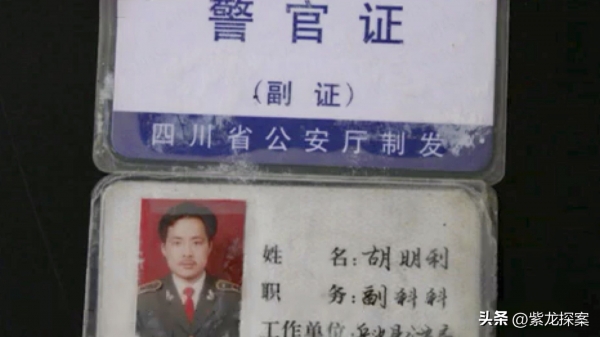 警官证
(副证)
四川省公安厅制发
姓 名:胡明利
职 务:副科科
工作单位:
头条 @紫龙探案